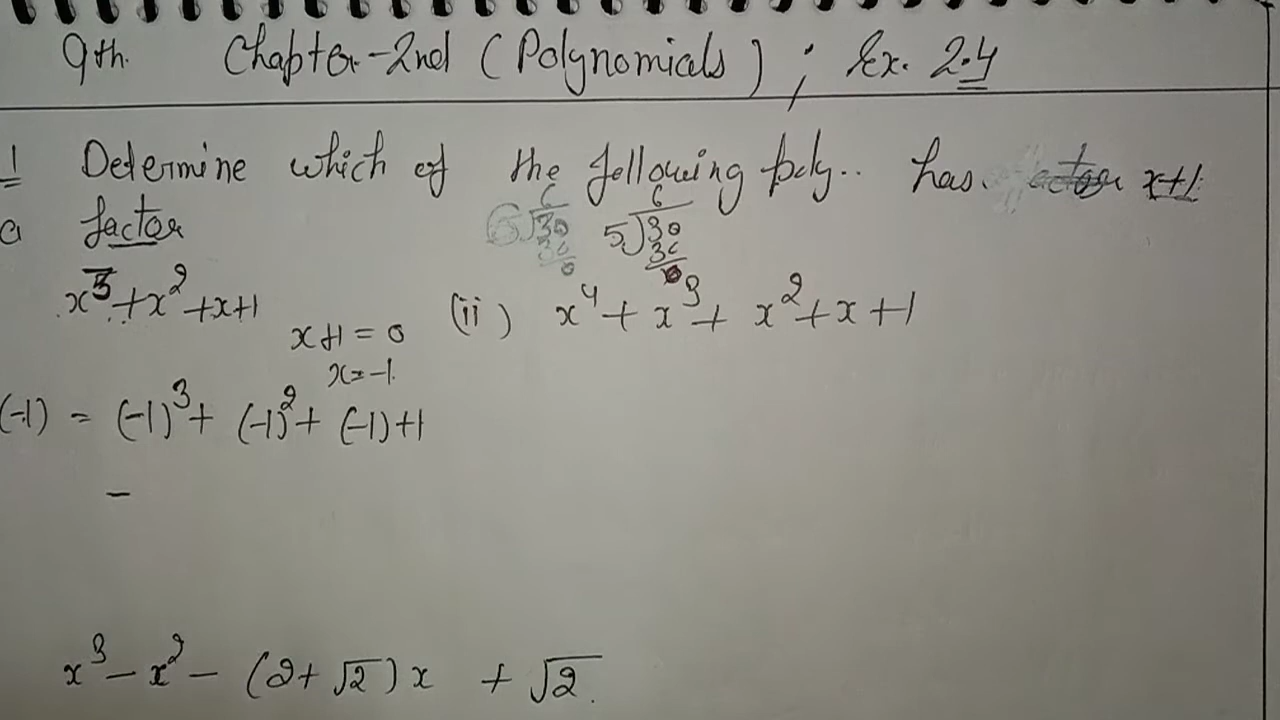 9th. Chapter-2nd (Polynomials) ; Ex. 2.4
1 Determine which of the following poly.. has. x+1
a factor
6
30
30
0
6
5)30
30
0
x³+x²+x+1
(ii) x⁴+x³+x²+x+1
x+1=0
x=-1.
(-1) = (-1)³+(-1)²+(-1)+1
-
x³-x²-(2+√2)x +√2.